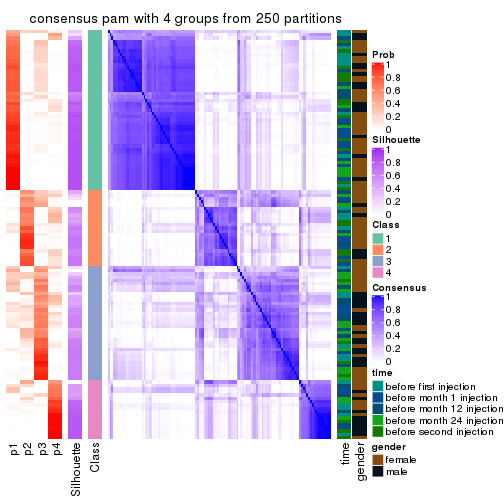 consensus pam with 4 groups from 250 partitions
Prob
1
0.8
0.6
0.4
0.2
0
Silhouette
1
0.8
0.6
0.4
0.2
0
Class
1
2
3
4
Consensus
1
0.8
0.6
0.4
0.2
0
time
before first injection
before month 1 injection
before month 12 injection
before month 24 injection
before second injection
gender
female
male
p1
p2
p3
p4
Silhouette
Class
time
gender